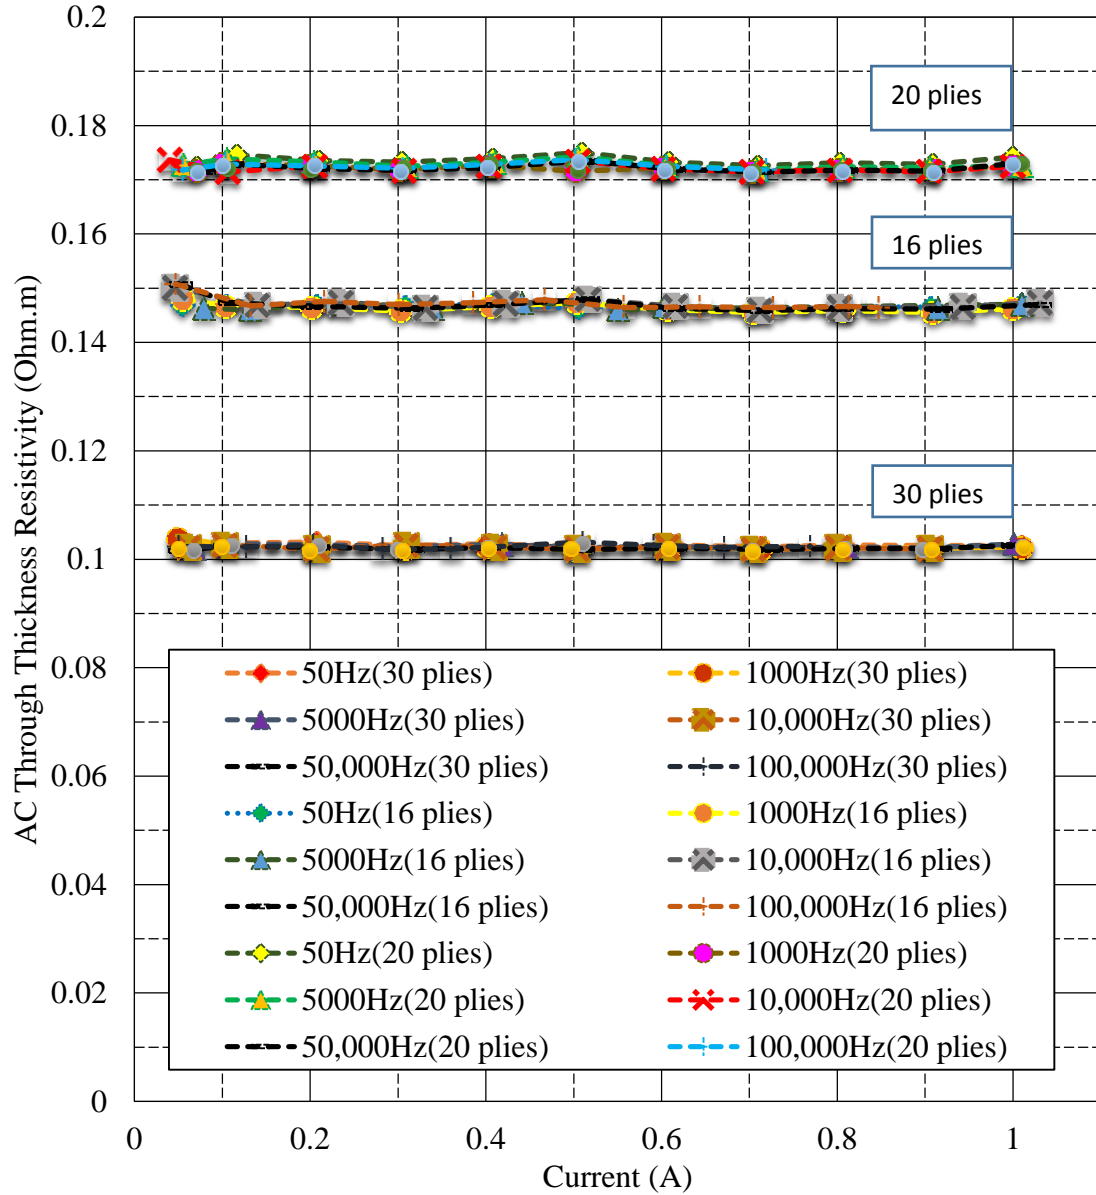 0.2
0.18
0.16
0.14
0.12
0.1
0.08
0.06
0.04
0.02
0
AC Through Thickness Resistivity (Ohm.m)
20 plies
16 plies
30 plies
50Hz(30 plies) 1000Hz(30 plies)
5000Hz(30 plies) 10,000Hz(30 plies)
50,000Hz(30 plies) 100,000Hz(30 plies)
50Hz(16 plies) 1000Hz(16 plies)
5000Hz(16 plies) 10,000Hz(16 plies)
50,000Hz(16 plies) 100,000Hz(16 plies)
50Hz(20 plies) 1000Hz(20 plies)
5000Hz(20 plies) 10,000Hz(20 plies)
50,000Hz(20 plies) 100,000Hz(20 plies)
0 0.2 0.4 0.6 0.8 1
Current (A)